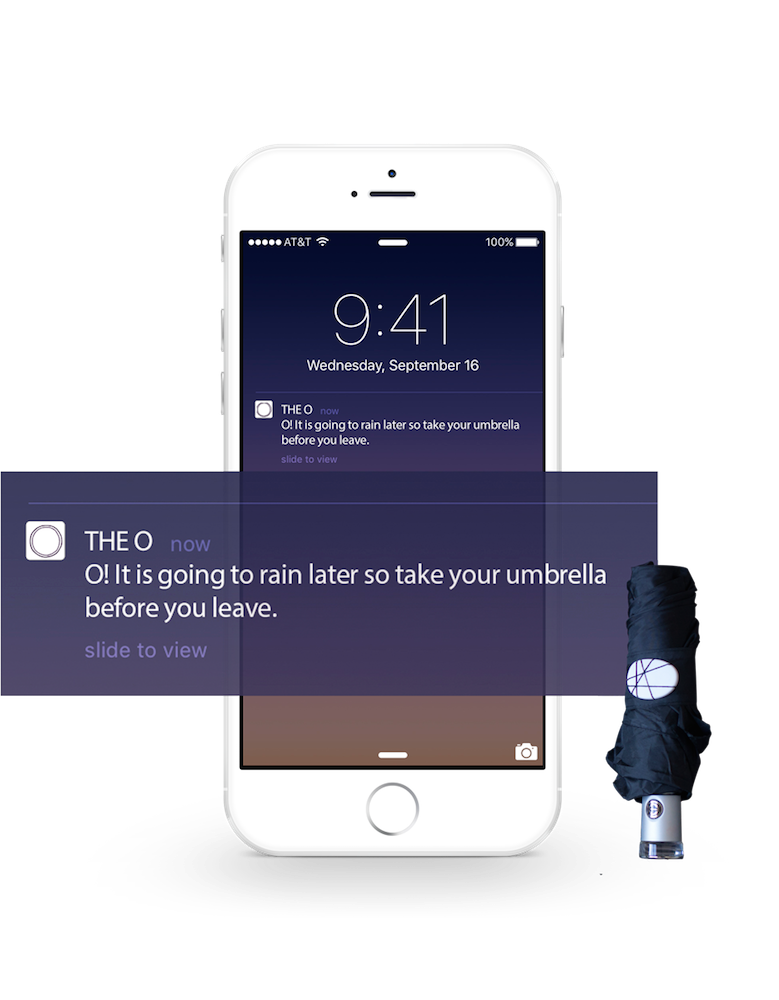 ●●●●● AT&T 100%
9:41
Wednesday, September 16
THE O now
O! It is going to rain later so take your umbrella
before you leave.
slide to view
THE O now
O! It is going to rain later so take your umbrella
before you leave.
slide to view